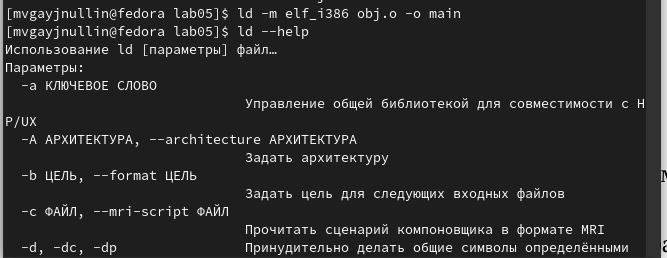 [mvgayjnullin@fedora lab05]$ ld -m elf_i386 obj.o -o main
[mvgayjnullin@fedora lab05]$ ld --help
Использование ld [параметры] файл…
Параметры:
-a КЛЮЧЕВОЕ СЛОВО
Управление общей библиотекой для совместимости с H
P/UX
-A АРХИТЕКТУРА, --architecture АРХИТЕКТУРА
Задать архитектуру
-b ЦЕЛЬ, --format ЦЕЛЬ
Задать цель для следующих входных файлов
-c ФАЙЛ, --mri-script ФАЙЛ
Прочитать сценарий компоновщика в формате MRI
-d, -dc, -dp Принудительно делать общие символы определёнными